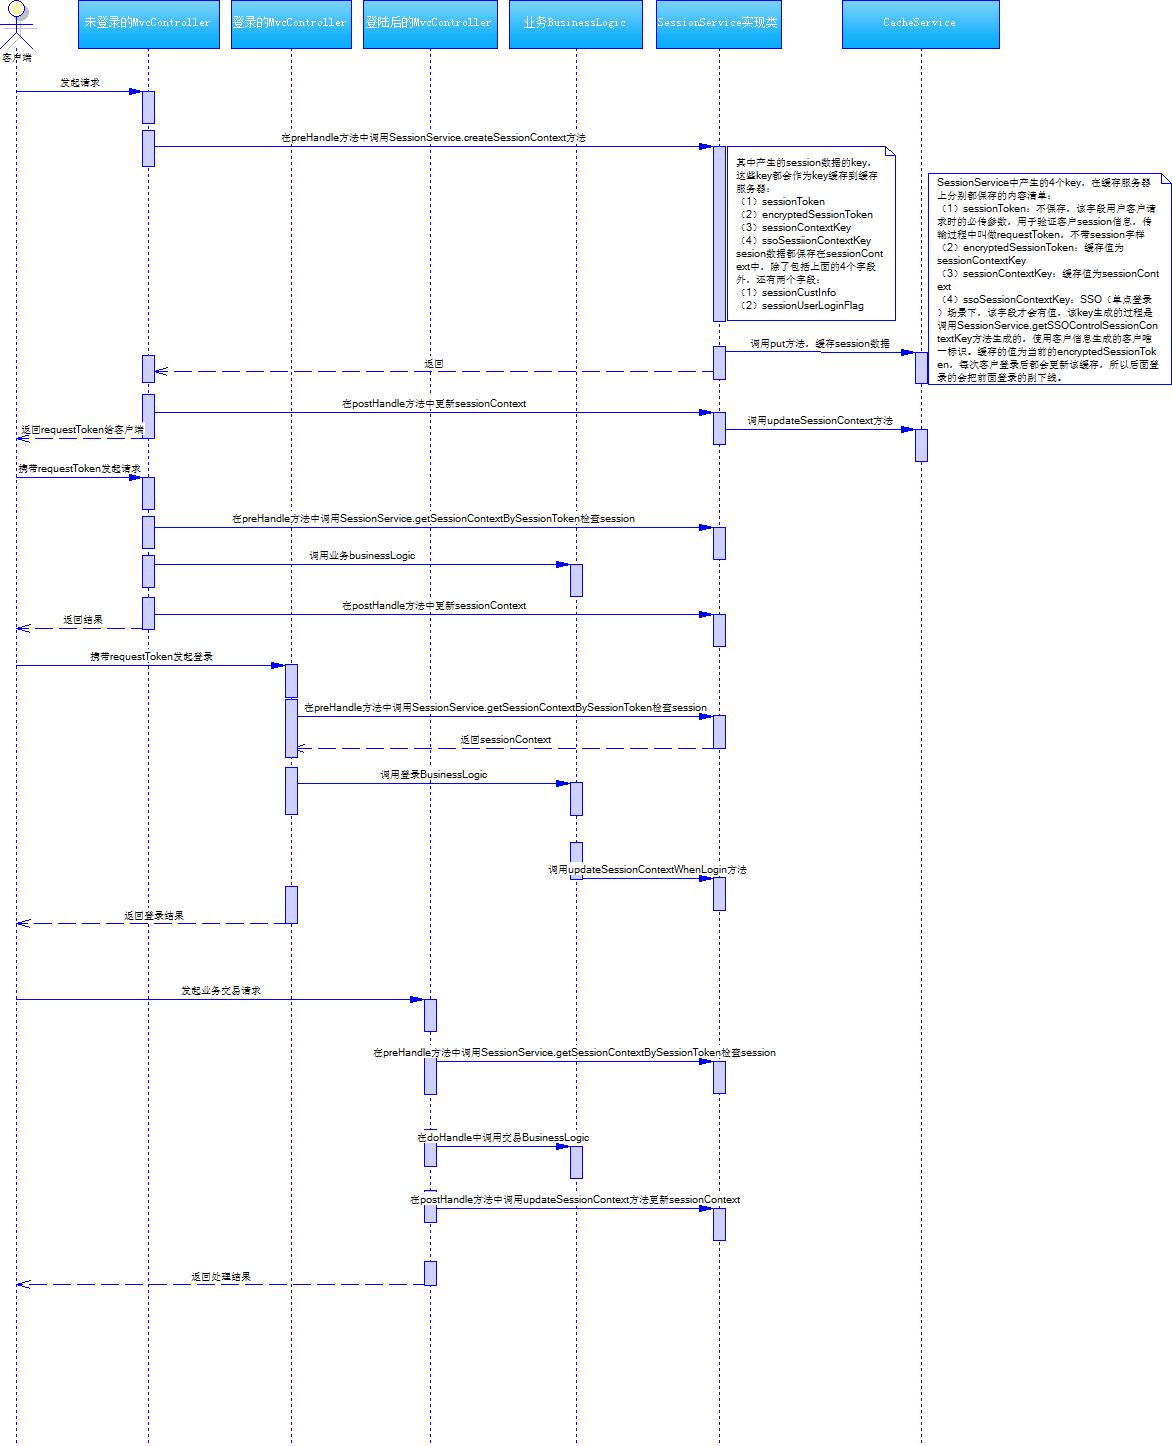 未登录的MvcController
登录的MvcController
登陆后的MvcController
业务BusinessLogic
SessionService实现类
CacheService
客户端
发起请求
在preHandle方法中调用SessionService.createSessionContext方法
其中产生的session数据的key，
这些key都会作为key缓存到缓存
服务器：
（1）sessionToken
（2）encryptedSessionToken
（3）sessionContextKey
（4）ssoSessiionContextKey
sesion数据都保存在sessionCont
ext中，除了包括上面的4个字段
外，还有两个字段：
（1）sessionCustInfo
（2）sessionUserLoginFlag
SessionService中产生的4个key，在缓存服务器
上分别都保存的内容清单：
（1）sessionToken：不保存，该字段用户客户请
求时的必传参数，用于验证客户session信息，传
输过程中叫做requestToken，不带session字样
（2）encryptedSessionToken：缓存值为
sessionContextKey
（3）sessionContextKey：缓存值为sessionCont
ext
（4）ssoSessionContextKey：SSO（单点登录
）场景下，该字段才会有值，该key生成的过程是
调用SessionService.getSSOControlSessionCon
textKey方法生成的，使用客户信息生成的客户唯
一标识。缓存的值为当前的encryptedSessionTok
en，每次客户登录后都会更新该缓存，所以后面登
录的会把前面登录的剔下线。
调用put方法，缓存session数据
返回
在postHandle方法中更新sessionContext
调用updateSessionContext方法
返回requestToken给客户端
携带requestToken发起请求
在preHandle方法中调用SessionService.getSessionContextBySessionToken检查session
调用业务businessLogic
在postHandle方法中更新sessionContext
返回结果
携带requestToken发起登录
在preHandle方法中调用SessionService.getSessionContextBySessionToken检查session
返回sessionContext
调用登录BusinessLogic
调用updateSessionContextWhenLogin方法
返回登录结果
发起业务交易请求
在preHandle方法中调用SessionService.getSessionContextBySessionToken检查session
在doHandle中调用交易BusinessLogic
在postHandle方法中调用updateSessionContext方法更新sessionContext
返回处理结果